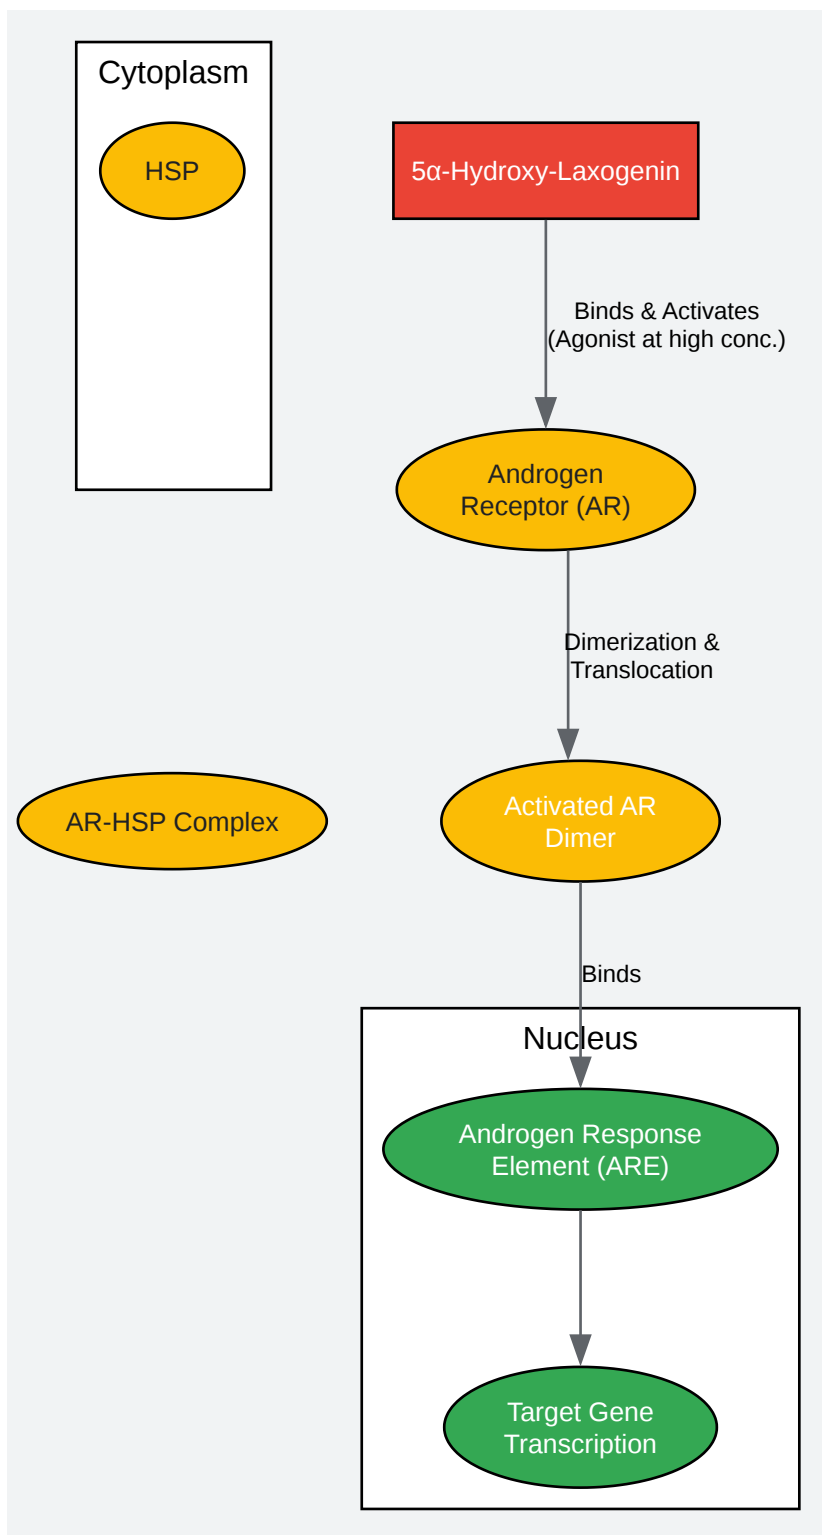 Cytoplasm
HSP
5α-Hydroxy-Laxogenin
Binds & Activates
(Agonist at high conc.)
Androgen
Receptor (AR)
Dimerization &
Translocation
AR-HSP Complex
Activated AR
Dimer
Binds
Nucleus
Androgen Response
Element (ARE)
Target Gene
Transcription